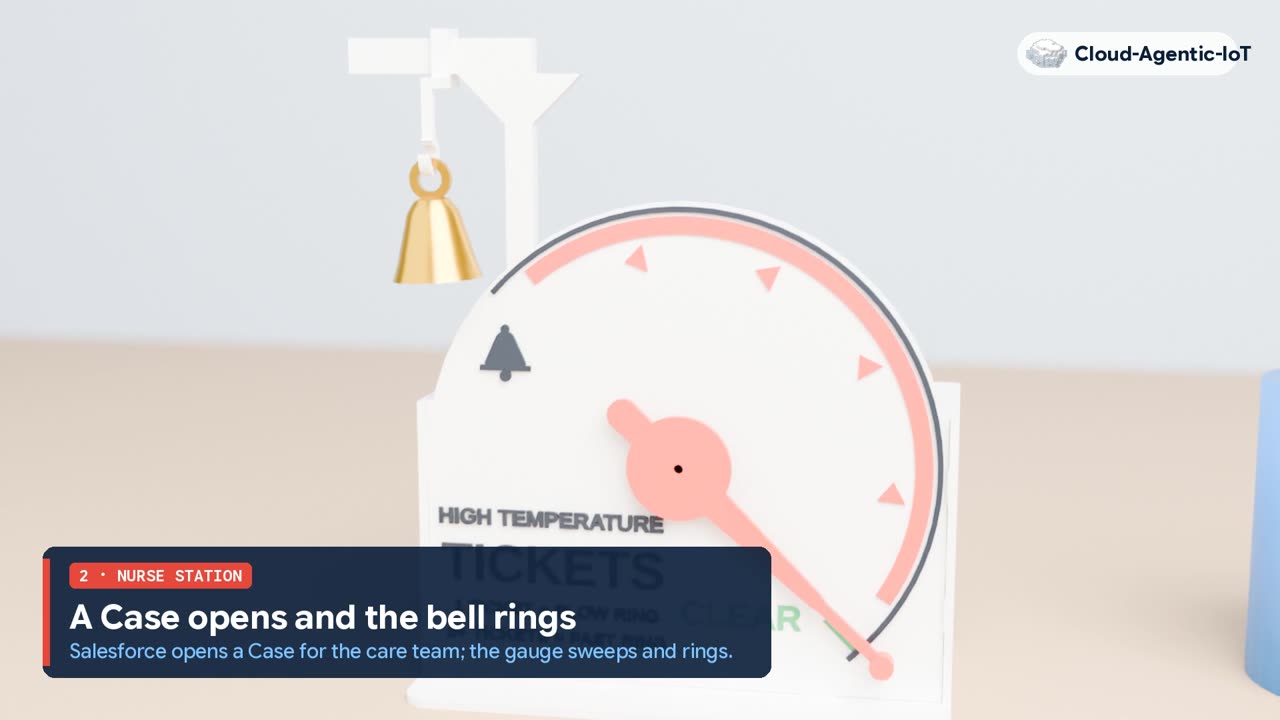 Cloud-Agentic-IoT
HIGH TEMPERATURE
TICKETS
CLEAR
2 · NURSE STATION
A Case opens and the bell rings
Salesforce opens a Case for the care team; the gauge sweeps and rings.